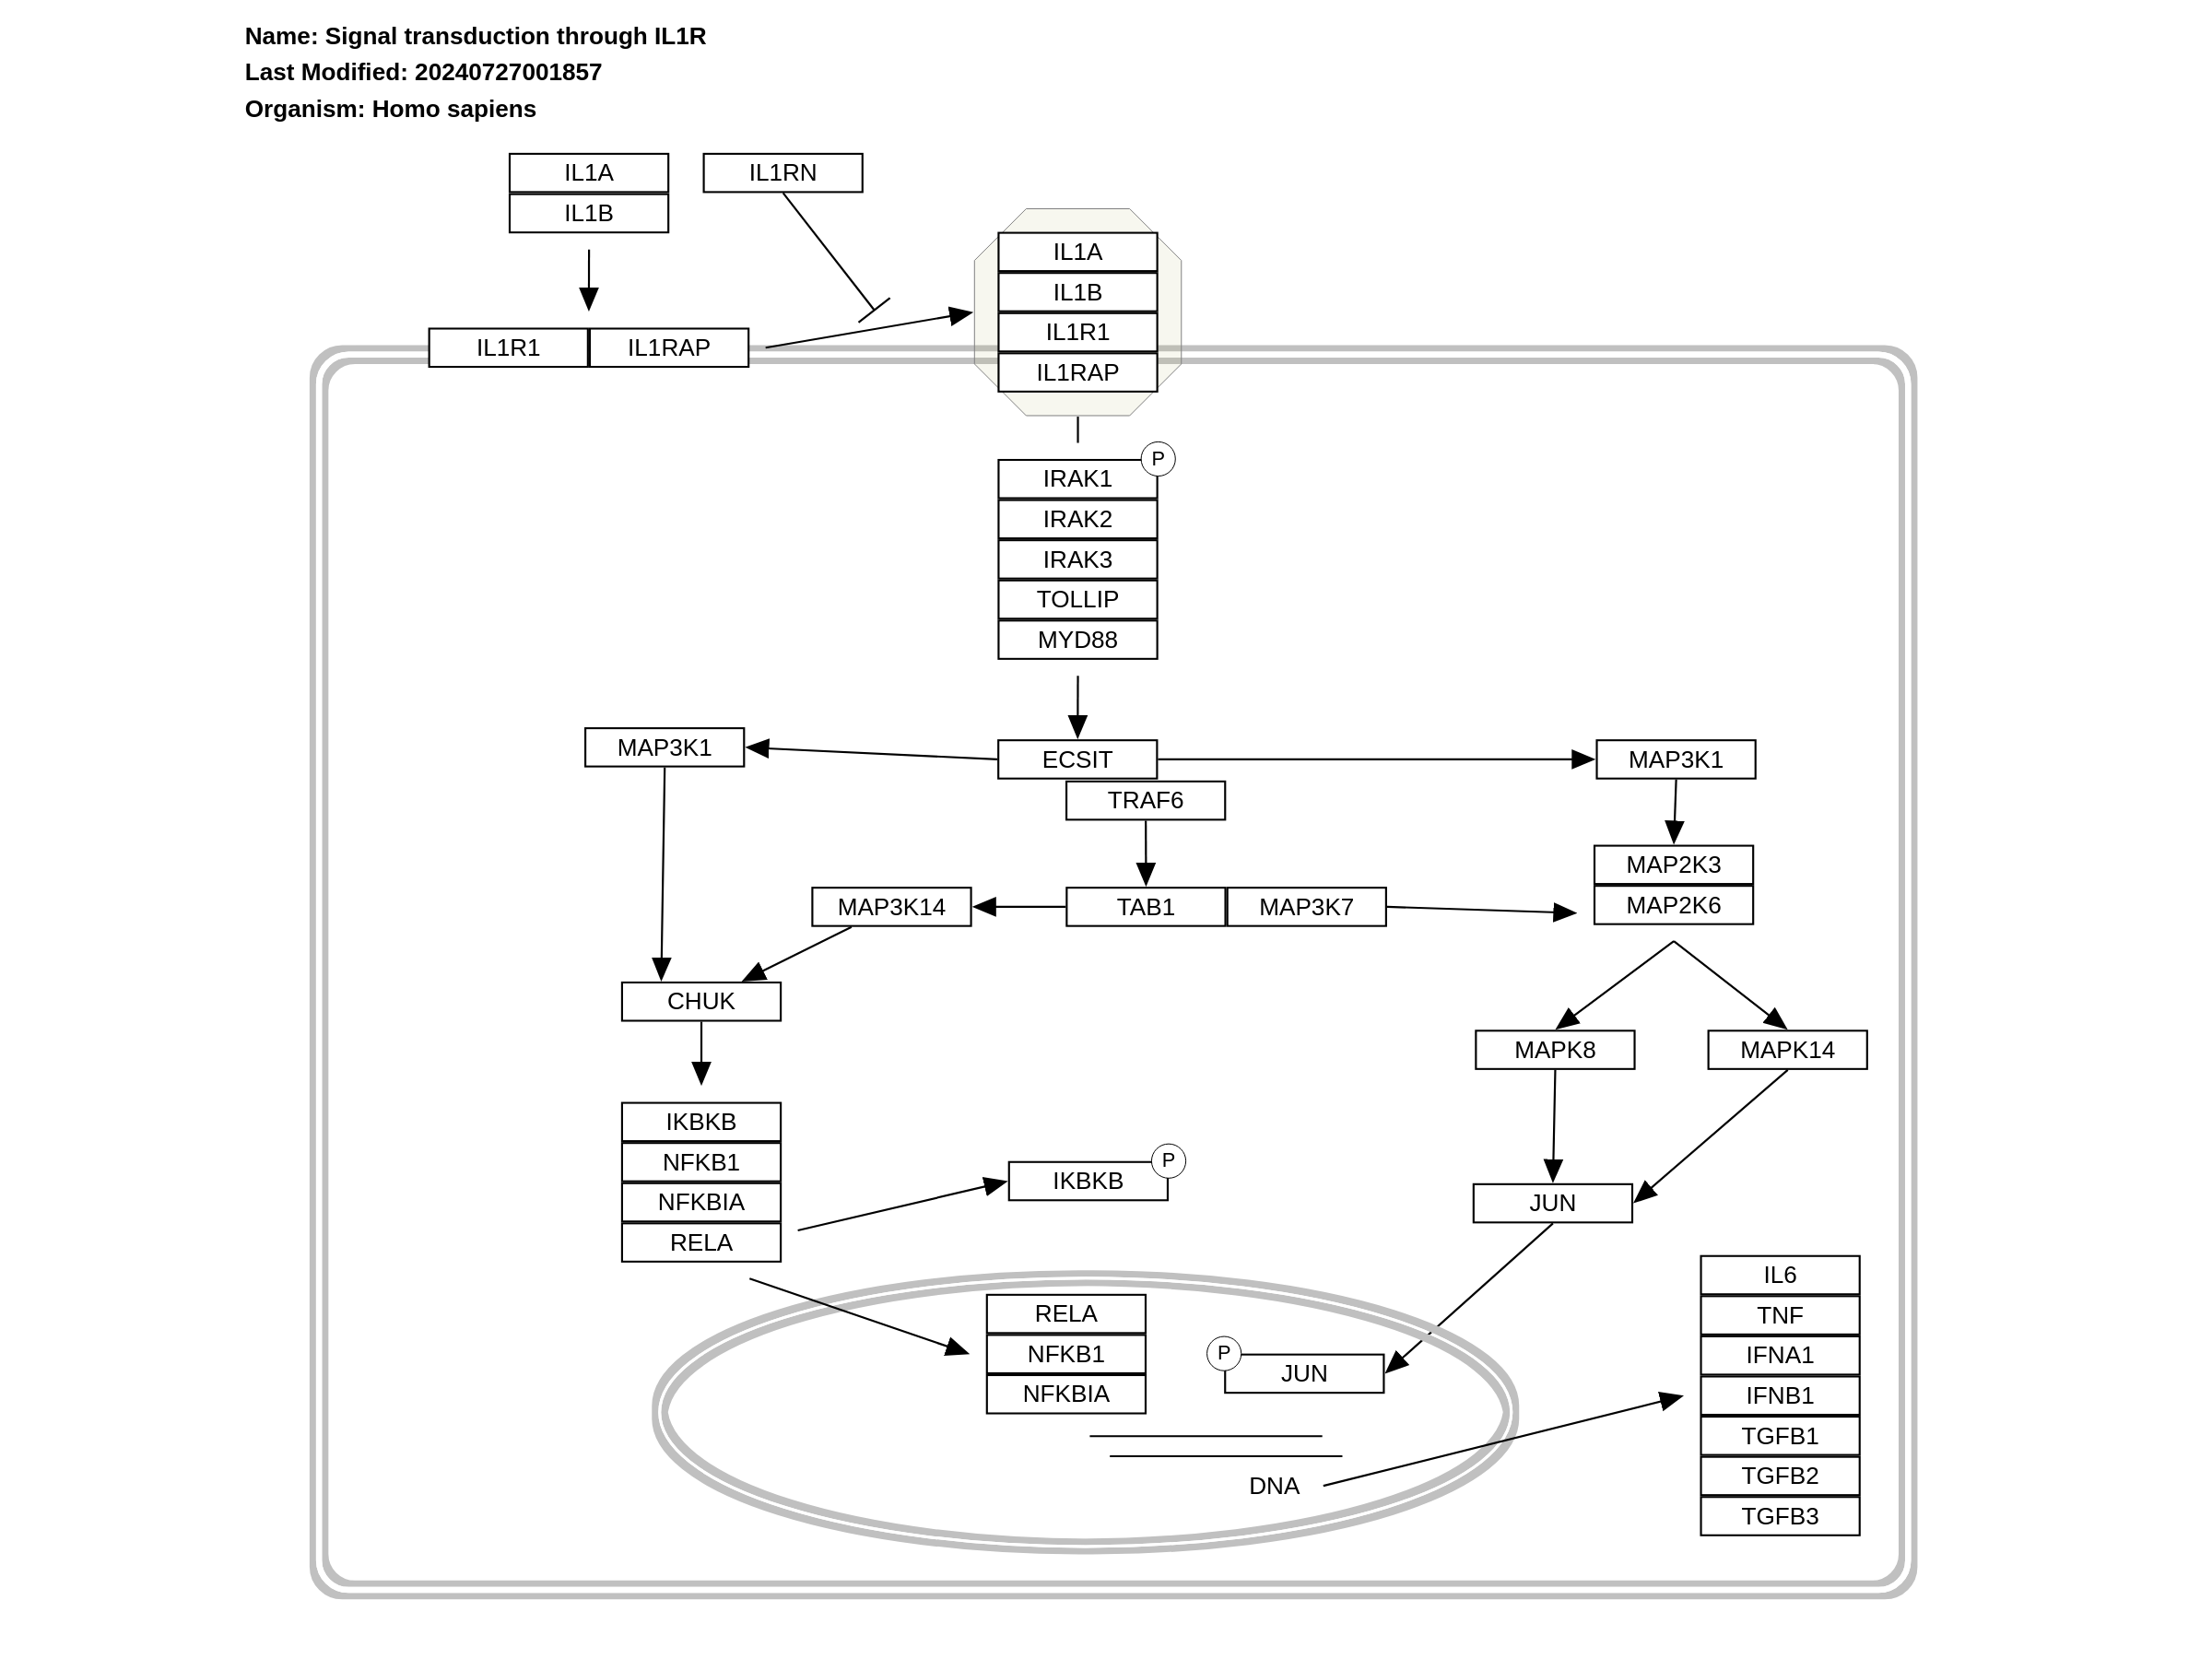 Name: Signal transduction through IL1R
Last Modified: 20240727001857
Organism: Homo sapiens
IL1A
IL1B
IL1RN
IL1R1
IL1RAP
IL1A
IL1B
IL1R1
IL1RAP
P
IRAK1
IRAK2
IRAK3
TOLLIP
MYD88
MAP3K1
ECSIT
TRAF6
MAP3K1
MAP3K14
TAB1
MAP3K7
MAP2K3
MAP2K6
CHUK
MAPK8
MAPK14
IKBKB
NFKB1
NFKBIA
RELA
P
IKBKB
JUN
RELA
NFKB1
NFKBIA
P
JUN
DNA
IL6
TNF
IFNA1
IFNB1
TGFB1
TGFB2
TGFB3